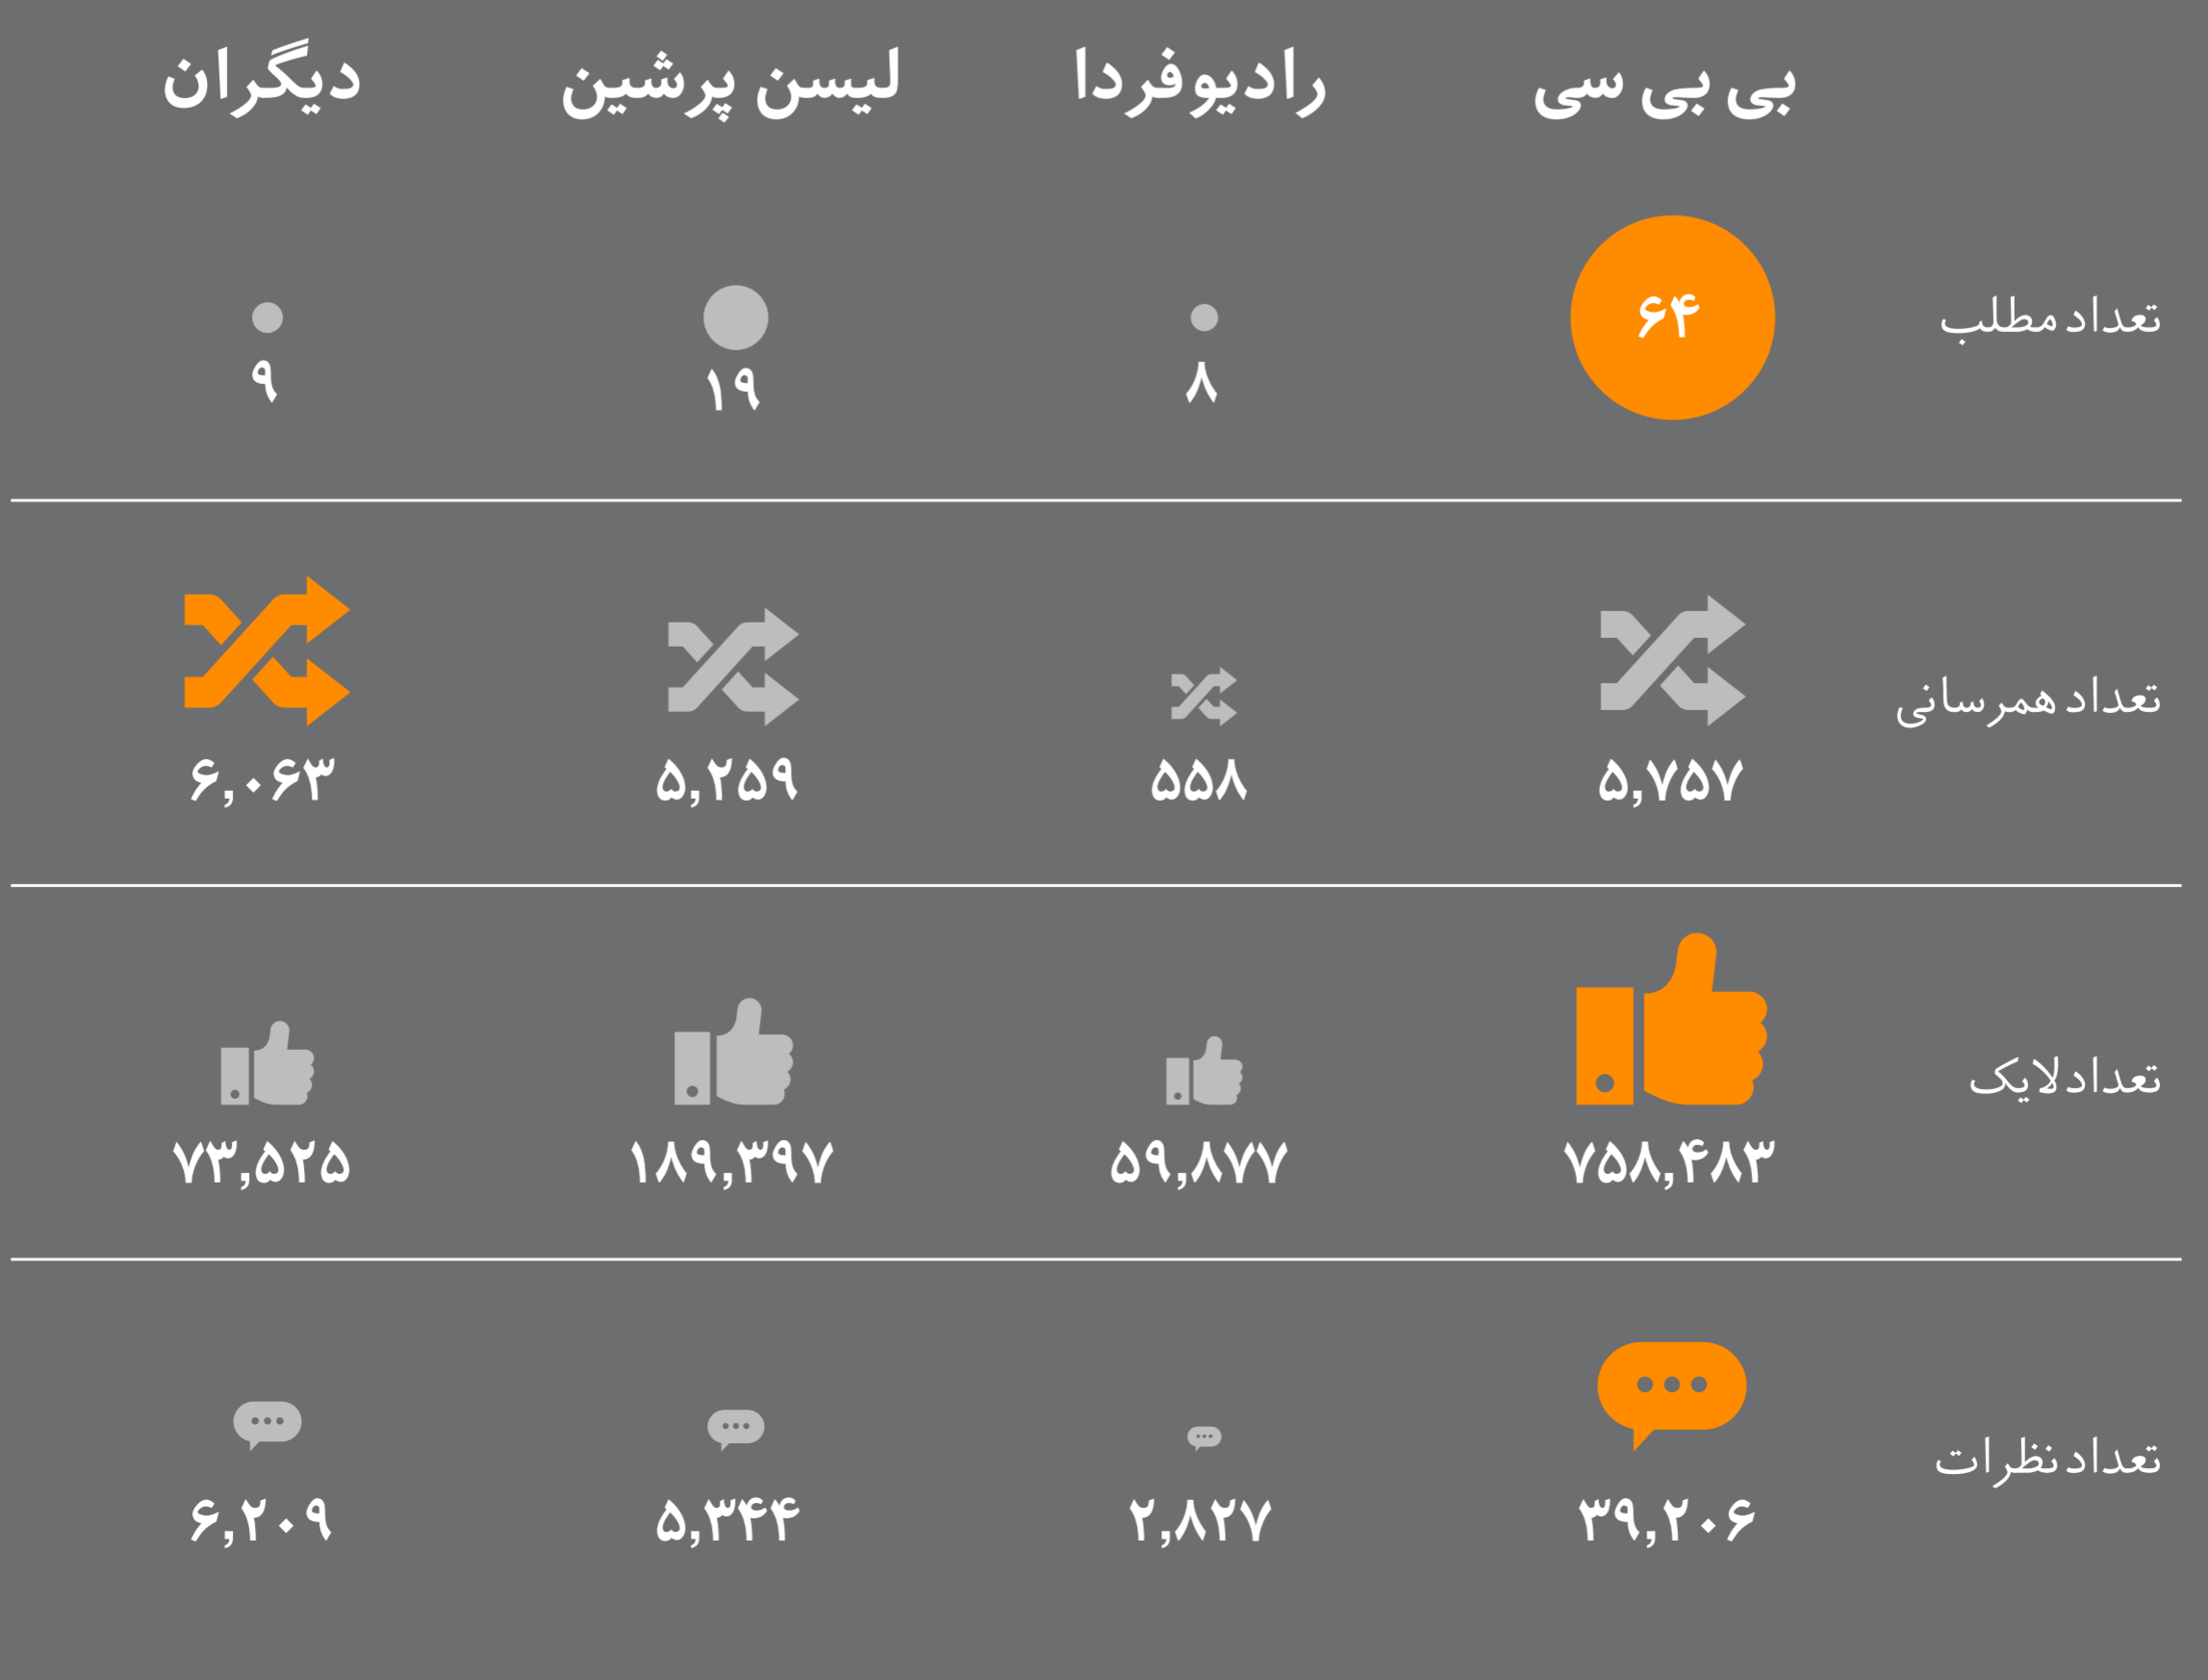 بی بی سی رادیوفردا ایستنس پرشین دیگران
تعداد مطلب ۶۴ ۸ ۱۹ ۹
تعداد همرسانی ۵,۷۵۷ ۵۵۸ ۵,۲۵۹ ۶,۰۶۳
تعداد لایک ۷۵۸,۴۸۳ ۵۹,۸۷۷ ۱۸۹,۳۹۷ ۷۳,۵۲۵
تعداد نظرات ۳۹,۲۰۶ ۲,۸۲۷ ۵,۳۴۴ ۶,۲۰۹